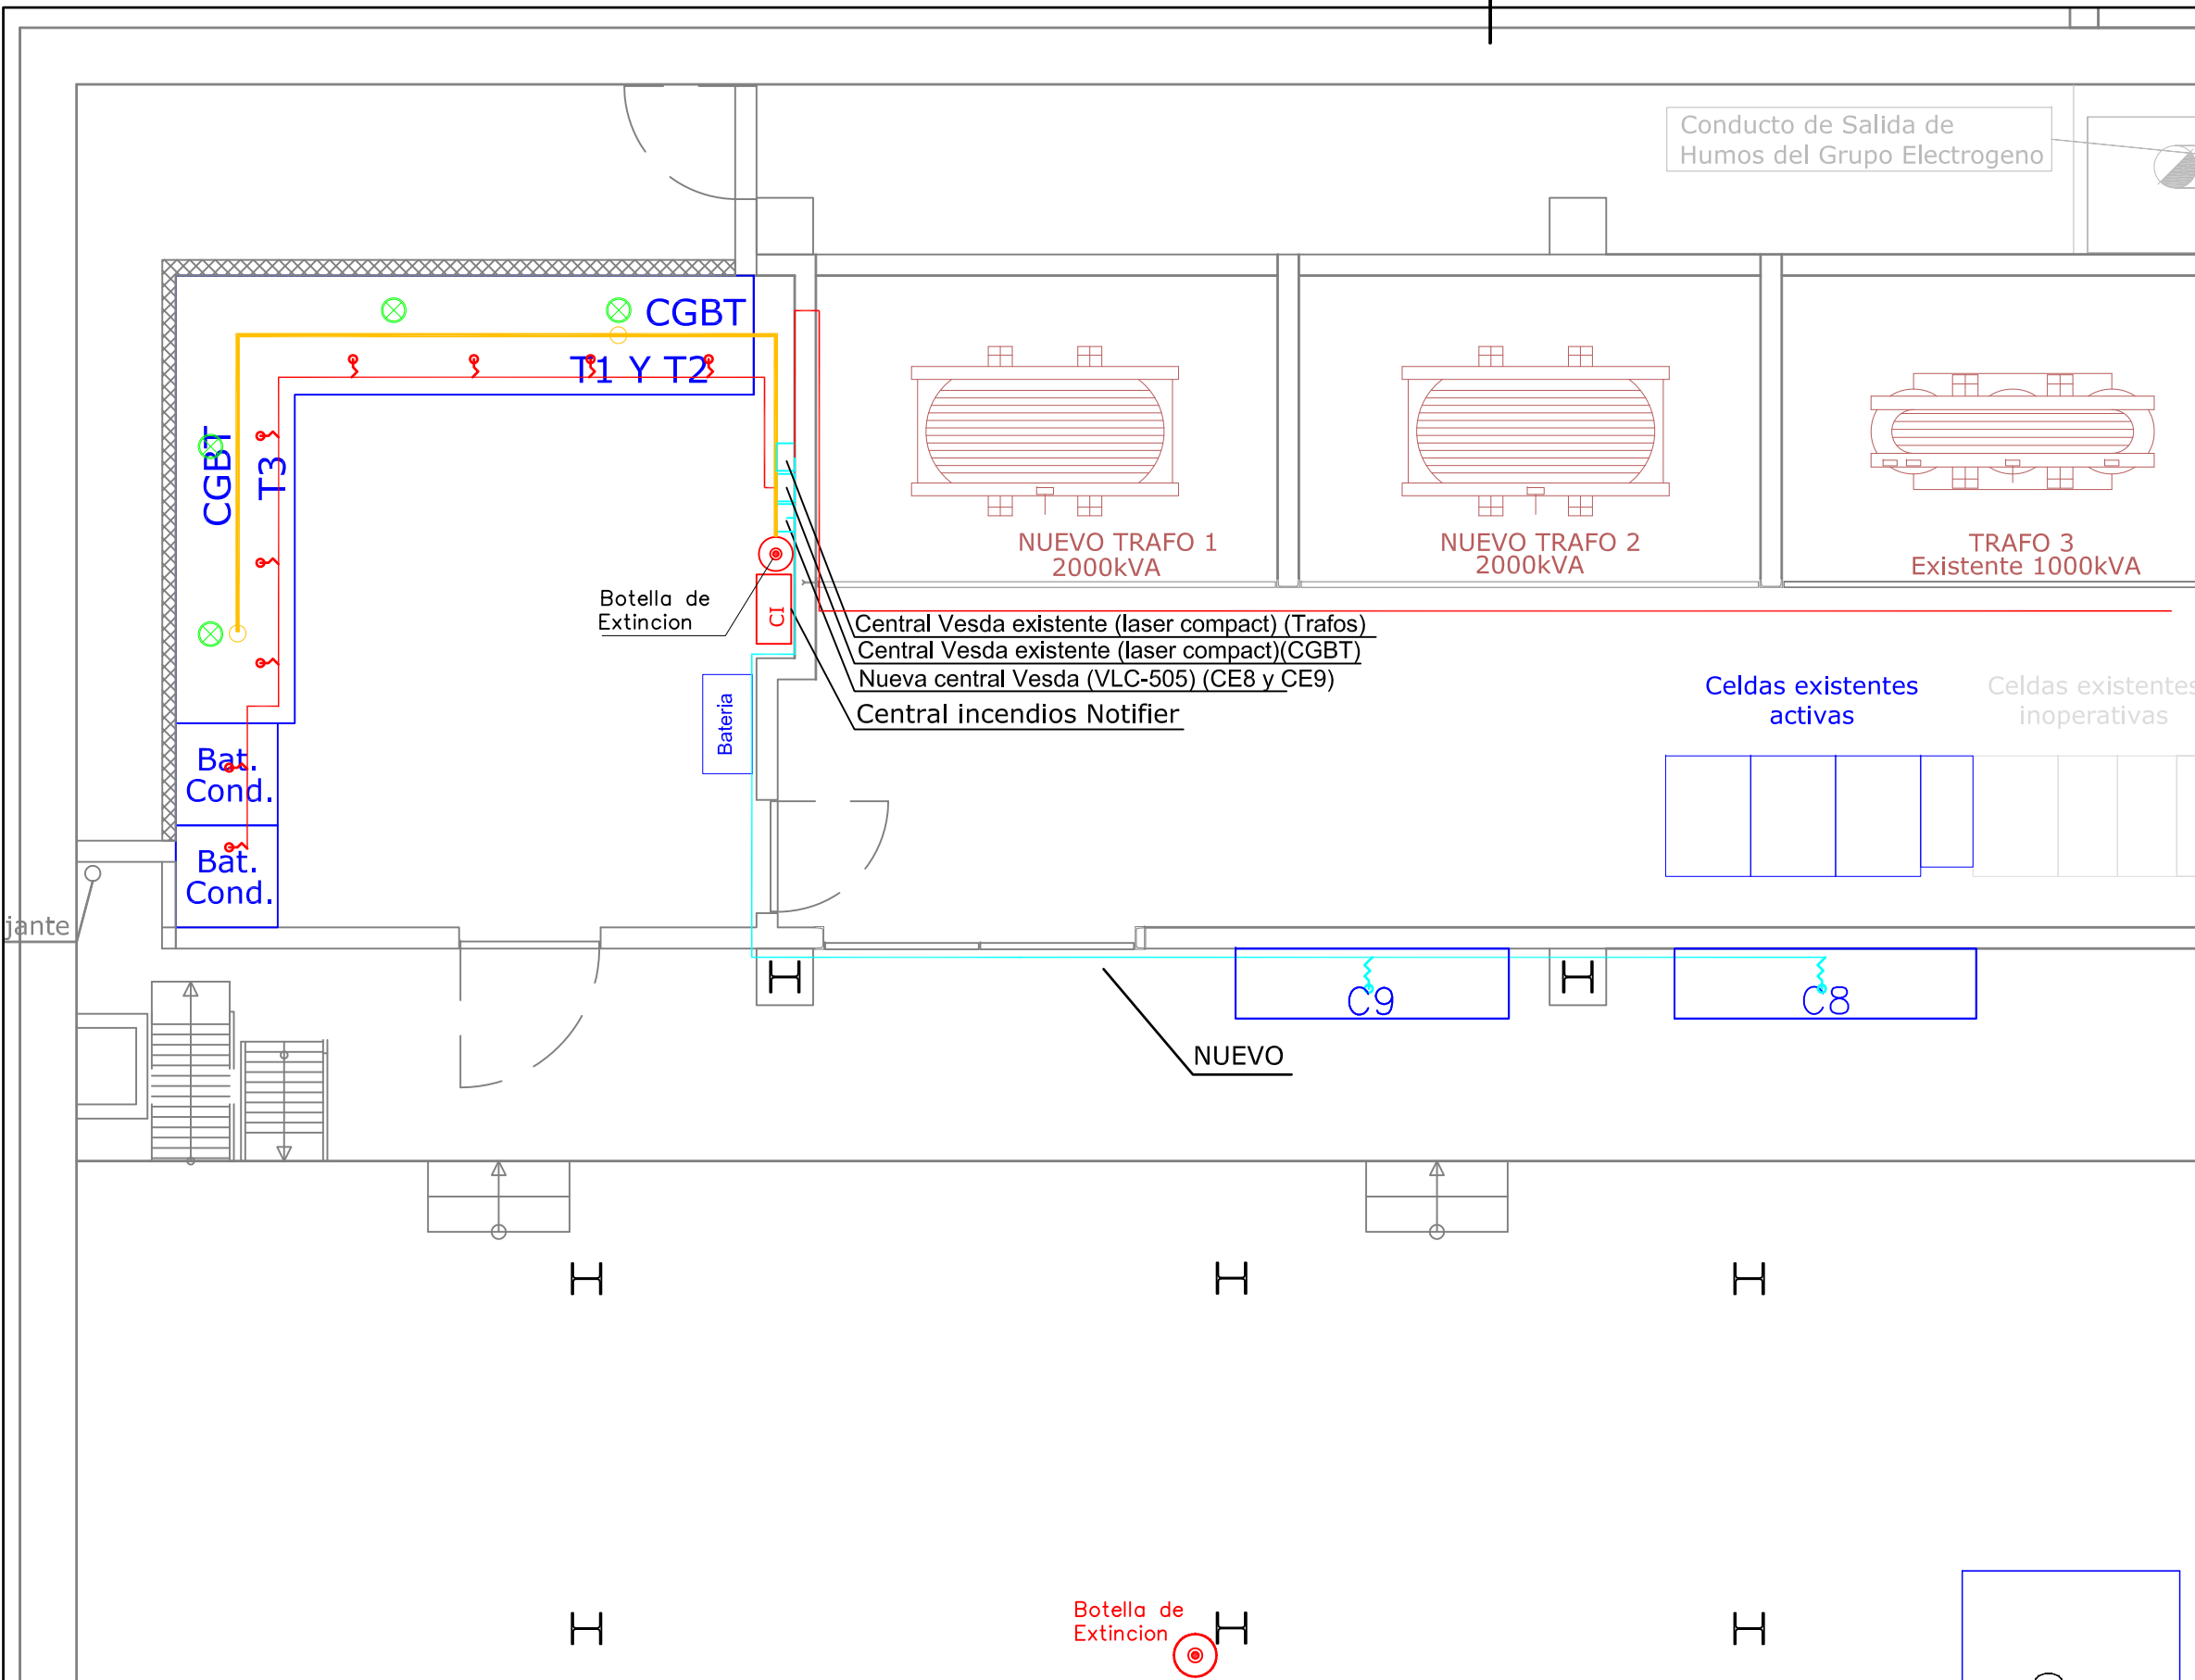 Conducto de Salida de
Humos del Grupo Electrogeno
CGBT
T1 Y T2
CGBT
T3
NUEVO TRAFO 1
2000kVA
NUEVO TRAFO 2
2000kVA
TRAFO 3
Existente 1000kVA
Botella de
Extincion
CI
Central Vesda existente (laser compact) (Trafos)
Central Vesda existente (laser compact)(CGBT)
Nueva central Vesda (VLC-505) (CE8 y CE9)
Central incendios Notifier
Bateria
Celdas existentes
activas
Celdas existentes
inoperativas
Bat.
Cond.
Bat.
Cond.
jante
C9
C8
NUEVO
Botella de
Extincion